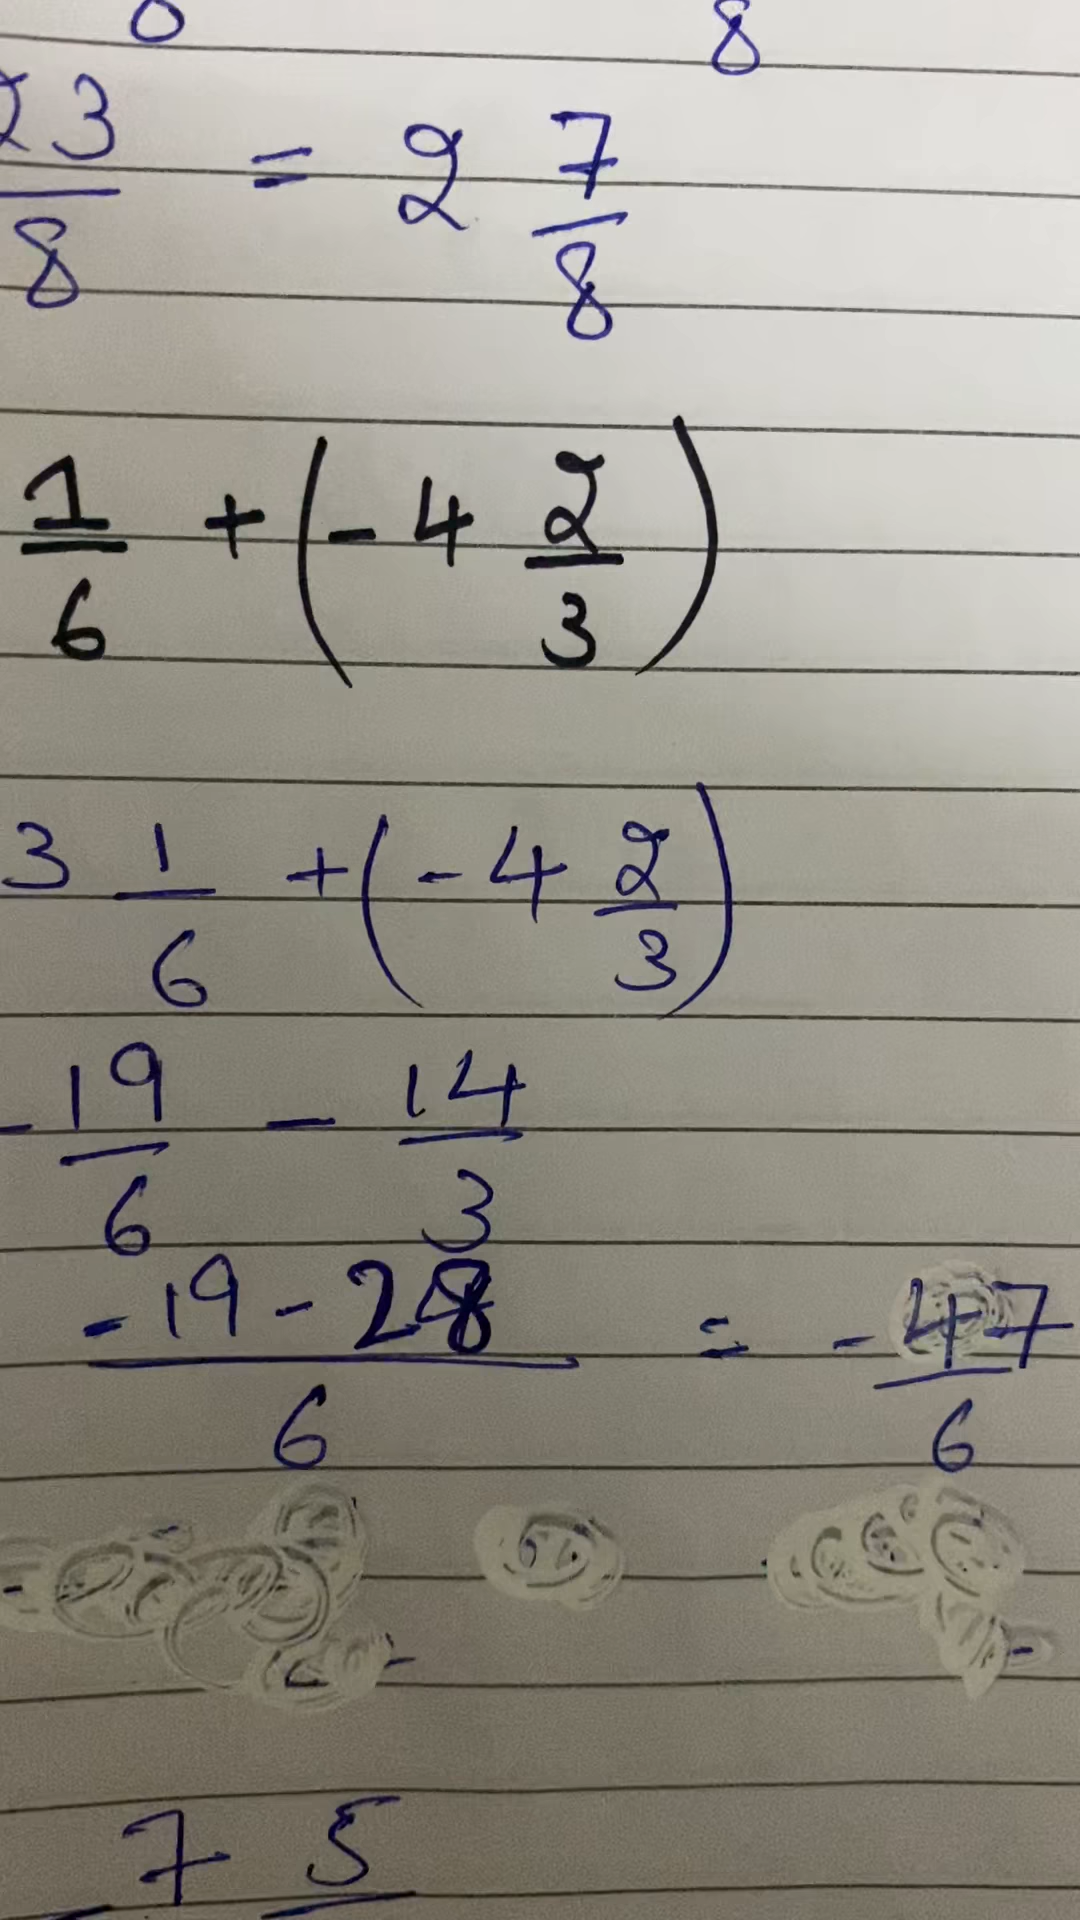 8
23/8 = 2 7/8
1/6 + (-4 2/3)
3 1/6 + (-4 2/3)
-19/6 - 14/3
-19-28/6 = -47/6
7 5